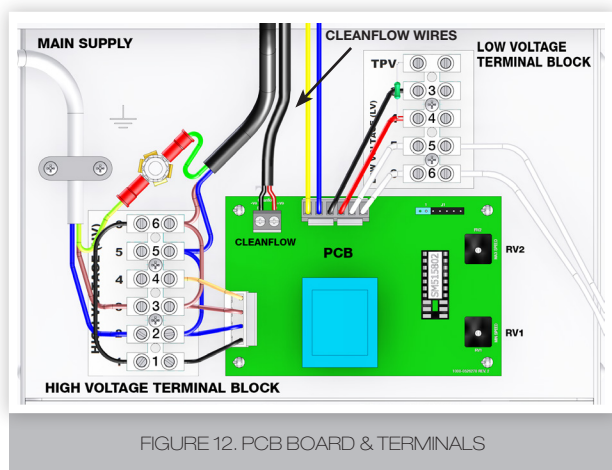 MAIN SUPPLY
CLEANFLOW WIRES
LOW VOLTAGE
TERMINAL BLOCK
TPV
3
4
5
6
6
5
4
3
2
1
CLEANFLOW
PCB
SMS15802
RV2
RV1
HIGH VOLTAGE TERMINAL BLOCK
FIGURE 12. PCB BOARD & TERMINALS